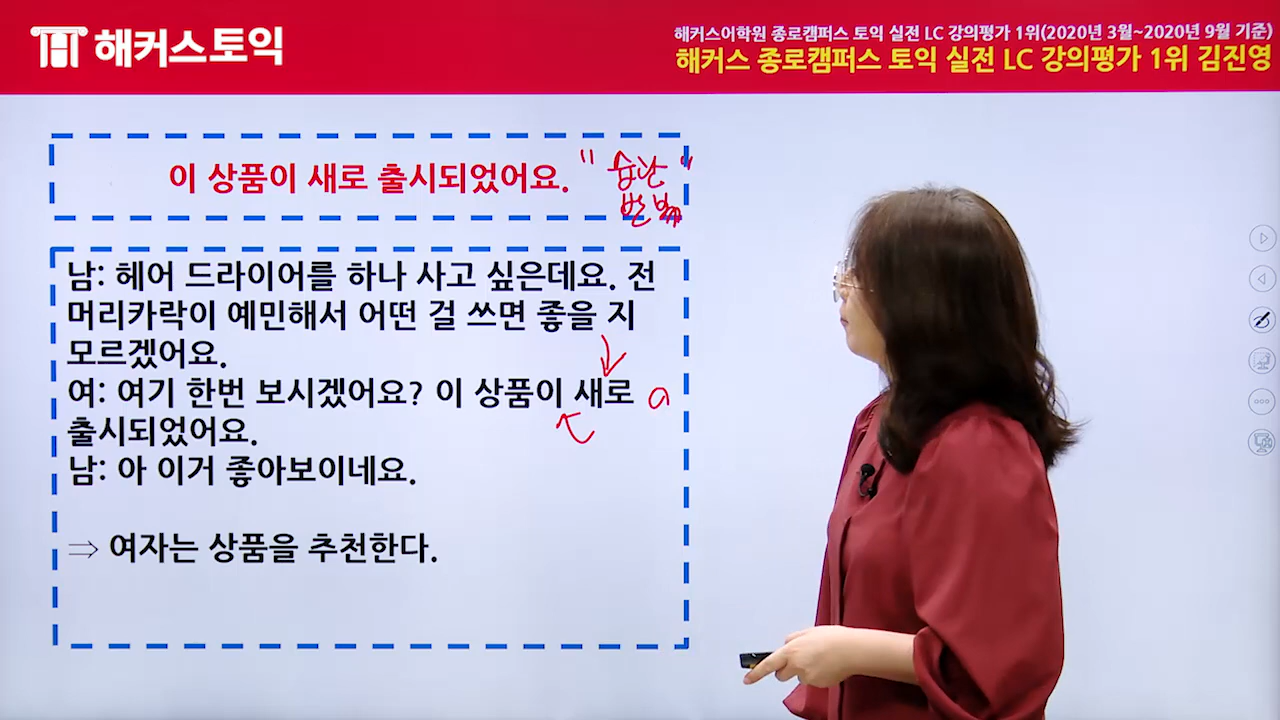 해커스토익
해커스어학원 종로캠퍼스 토익 실전 LC 강의평가 1위(2020년 3월~2020년 9월 기준)
해커스 종로캠퍼스 토익 실전 LC 강의평가 1위 김진영
이 상품이 새로 출시되었어요.
"습관"
남: 헤어 드라이어를 하나 사고 싶은데요. 전
머리카락이 예민해서 어떤 걸 쓰면 좋을 지
모르겠어요.
여: 여기 한번 보시겠어요? 이 상품이 새로
출시되었어요.
남: 아 이거 좋아보이네요.
⇒ 여자는 상품을 추천한다.